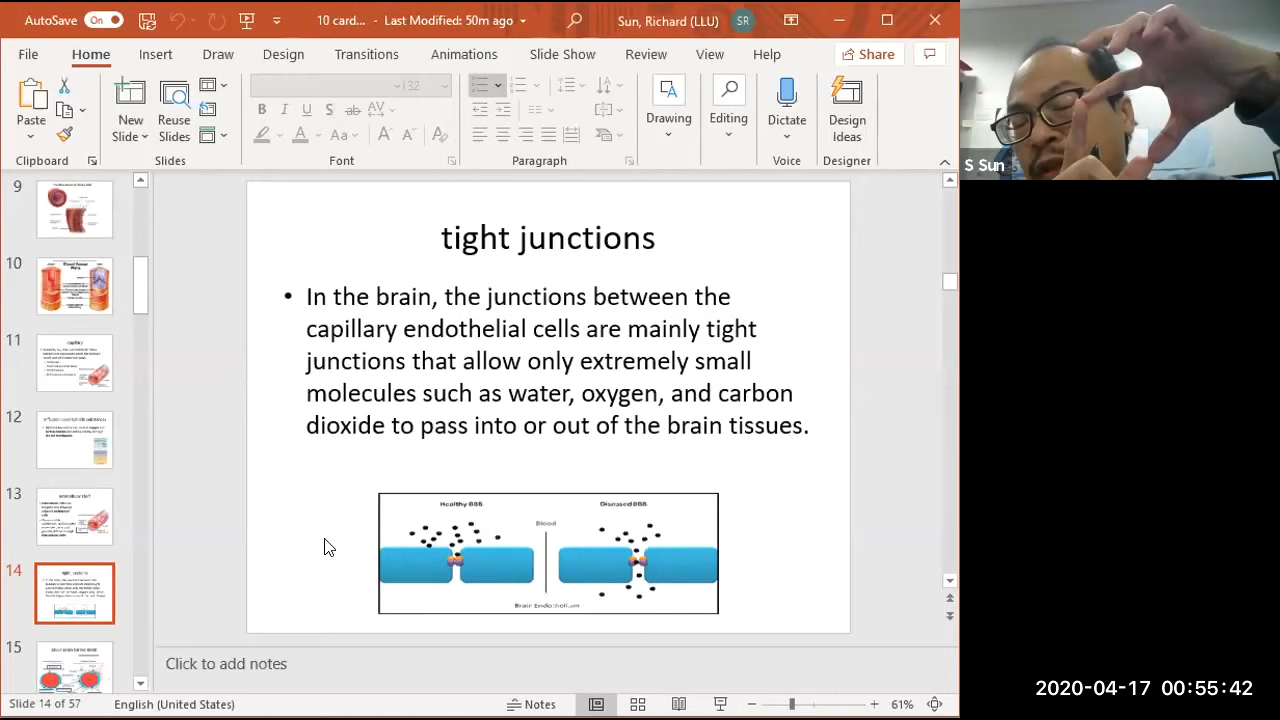 AutoSave On 10 card... - Last Modified: 50m ago Sun, Richard (LLU) SR
File Home Insert Draw Design Transitions Animations Slide Show Review View Help Share
Paste New Slide Reuse Slides 32 Drawing Editing Dictate Design Ideas
B I U S ab AV
Aa A A
Clipboard Slides Font Paragraph Voice Designer
S Sun
9
10
11
12
13
14
15
tight junctions
• In the brain, the junctions between the
capillary endothelial cells are mainly tight
junctions that allow only extremely small
molecules such as water, oxygen, and carbon
dioxide to pass into or out of the brain tissues.
Healthy BBB Diseased BBB
Blood
Brain Endothelium
Click to add notes
Slide 14 of 57 English (United States) Notes 61%
2020-04-17 00:55:42